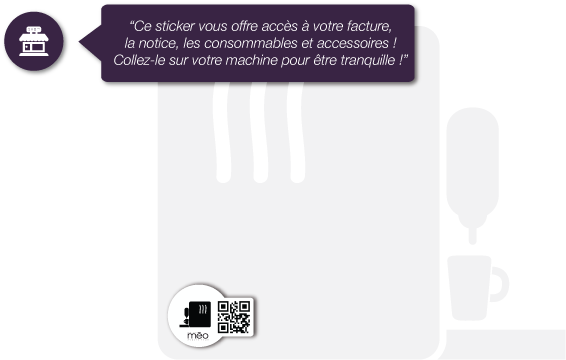 “Ce sticker vous offre accès à votre facture,
la notice, les consommables et accessoires !
Collez-le sur votre machine pour être tranquille !”
mēo